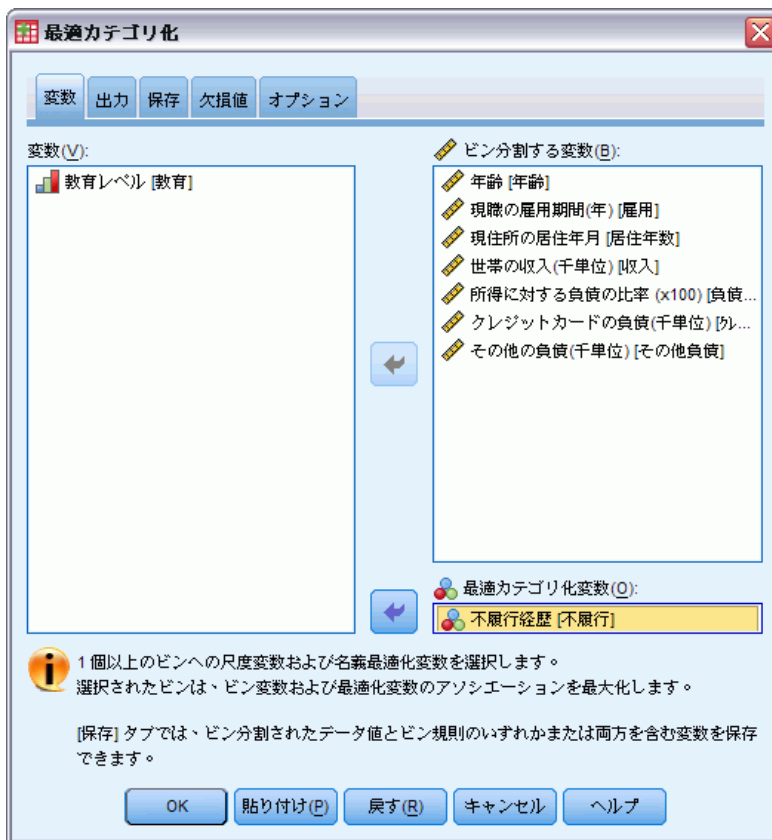 最適カテゴリ化
変数 出力 保存 欠損値 オプション
変数(V):
教育レベル [教育]
ビン分割する変数(B):
年齢 [年齢]
現職の雇用期間(年) [雇用]
現住所の居住年月 [居住年数]
世帯の収入(千単位) [収入]
所得に対する負債の比率 (x100) [負債...
クレジットカードの負債(千単位) [クレ...
その他の負債(千単位) [その他負債]
最適カテゴリ化変数(O):
不履行経歴 [不履行]
1 個以上のビンへの尺度変数および名義最適化変数を選択します。
選択されたビンは、ビン変数および最適化変数のアソシエーションを最大化します。
[保存] タブでは、ビン分割されたデータ値とビン規則のいずれかまたは両方を含む変数を保存
できます。
OK 貼り付け(P) 戻す(R) キャンセル ヘルプ